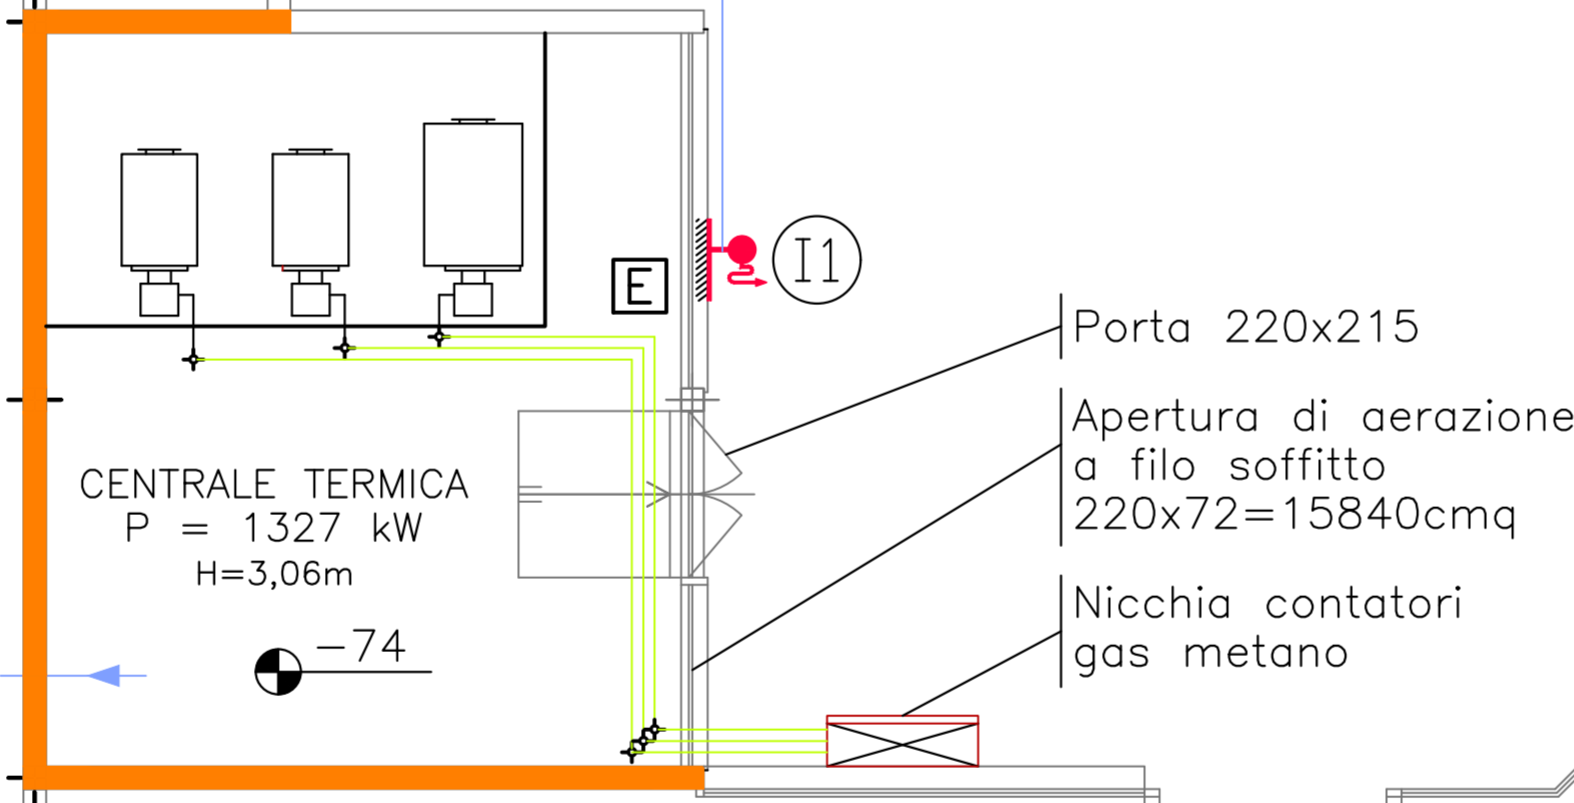 E
I1
Porta 220x215
Apertura di aerazione
a filo soffitto
220x72=15840cmq
CENTRALE TERMICA
P = 1327 kW
H=3,06m
Nicchia contatori
gas metano
-74